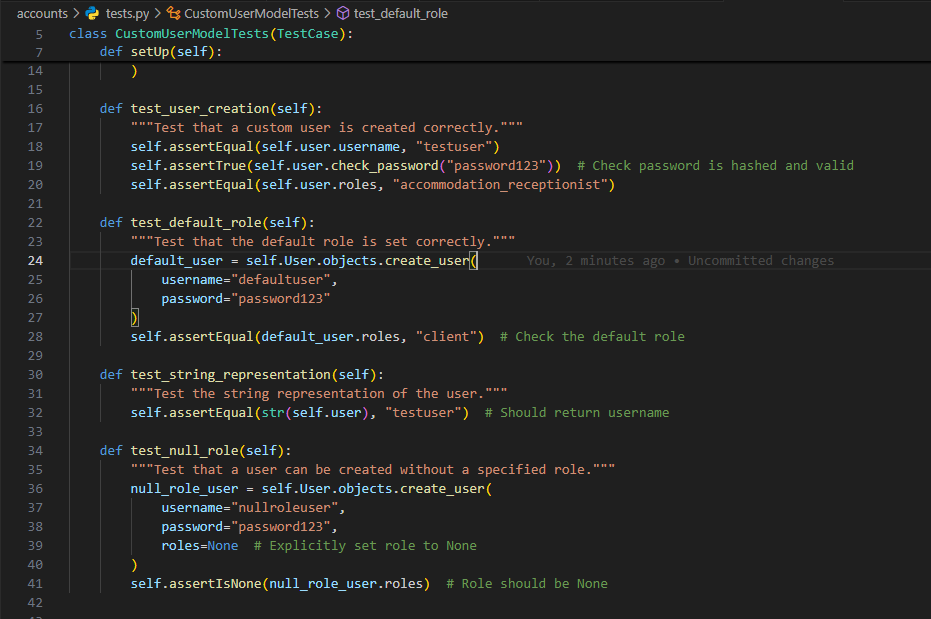 accounts > tests.py > CustomUserModelTests > test_default_role
5 class CustomUserModelTests(TestCase):
7 def setUp(self):
14 )
15
16 def test_user_creation(self):
17 """Test that a custom user is created correctly."""
18 self.assertEqual(self.user.username, "testuser")
19 self.assertTrue(self.user.check_password("password123")) # Check password is hashed and valid
20 self.assertEqual(self.user.roles, "accommodation_receptionist")
21
22 def test_default_role(self):
23 """Test that the default role is set correctly."""
24 default_user = self.User.objects.create_user( You, 2 minutes ago • Uncommitted changes
25 username="defaultuser",
26 password="password123"
27 )
28 self.assertEqual(default_user.roles, "client") # Check the default role
29
30 def test_string_representation(self):
31 """Test the string representation of the user."""
32 self.assertEqual(str(self.user), "testuser") # Should return username
33
34 def test_null_role(self):
35 """Test that a user can be created without a specified role."""
36 null_role_user = self.User.objects.create_user(
37 username="nullroleuser",
38 password="password123",
39 roles=None # Explicitly set role to None
40 )
41 self.assertIsNone(null_role_user.roles) # Role should be None
42